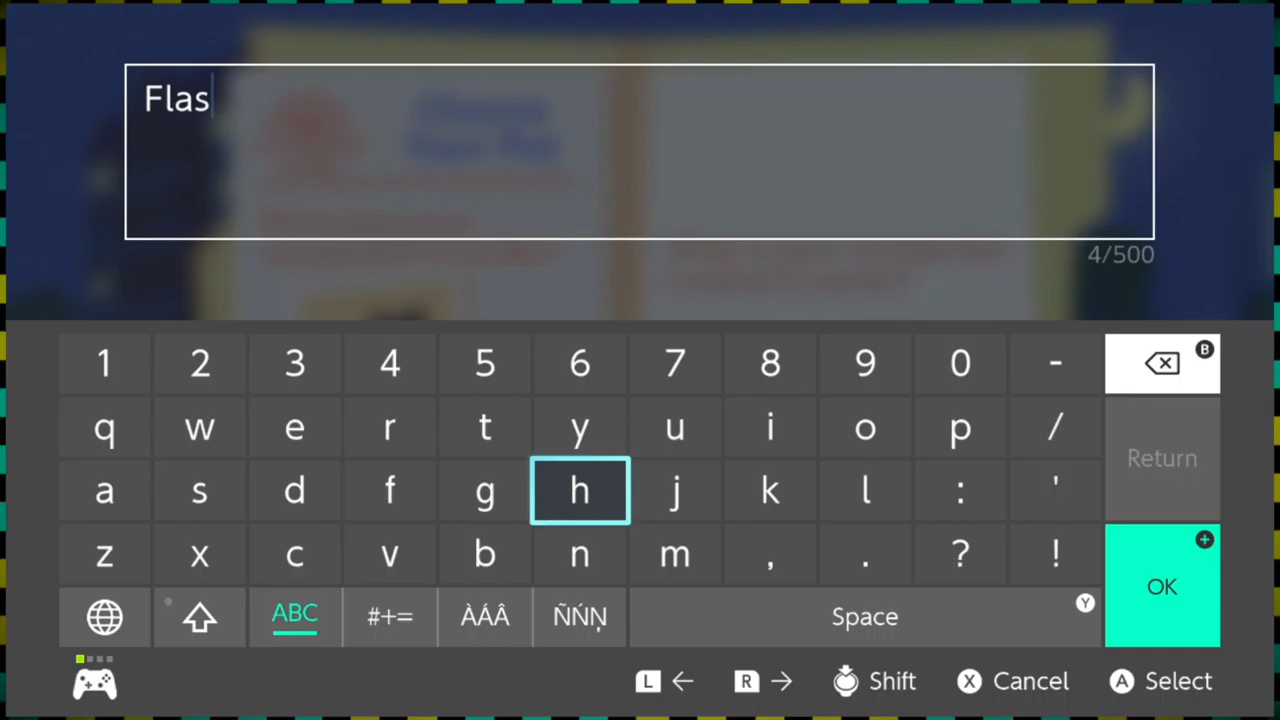 Flas
4/500
1 2 3 4 5 6 7 8 9 0 - B
q w e r t y u i o p /
Return
a s d f g h j k l : '
z x c v b n m , . ? ! +
OK
ABC #+= ÀÁÂ ÑŃŅ Space Y
L ← R → Shift X Cancel A Select